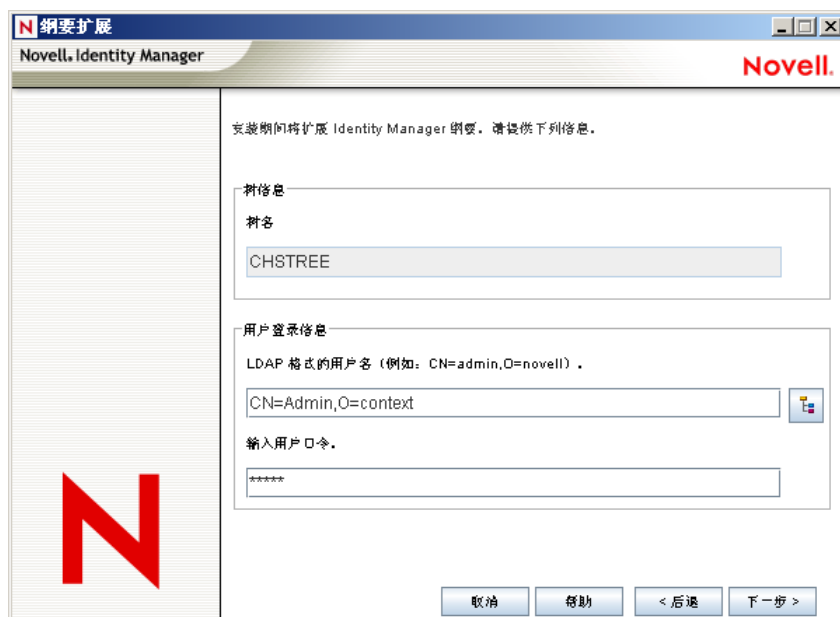 N 纲要扩展
Novell. Identity Manager
Novell.
安装期间将扩展 Identity Manager 纲要。请提供下列信息。
树信息
树名
CHSTREE
用户登录信息
LDAP 格式的用户名（例如：CN=admin,O=novell）.
CN=Admin,O=context
输入用户口令。
*****
N
取消 帮助 < 后退 下一步 >